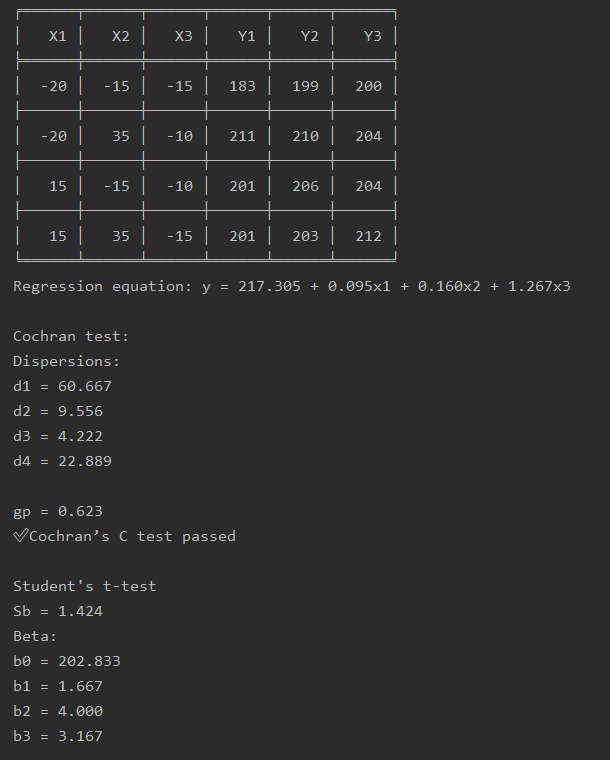 X1 X2 X3 Y1 Y2 Y3
-20 -15 -15 183 199 200
-20 35 -10 211 210 204
15 -15 -10 201 206 204
15 35 -15 201 203 212
Regression equation: y = 217.305 + 0.095x1 + 0.160x2 + 1.267x3
Cochran test:
Dispersions:
d1 = 60.667
d2 = 9.556
d3 = 4.222
d4 = 22.889
gp = 0.623
✅Cochran’s C test passed
Student's t-test
Sb = 1.424
Beta:
b0 = 202.833
b1 = 1.667
b2 = 4.000
b3 = 3.167